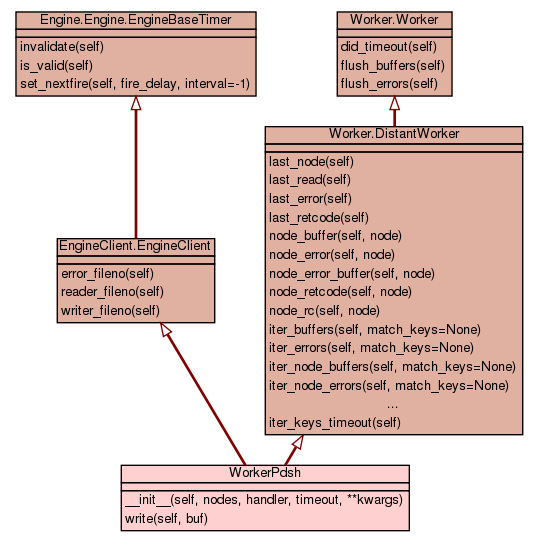 Engine.Engine.EngineBaseTimer
invalidate(self)
is_valid(self)
set_nextfire(self, fire_delay, interval=-1)
Worker.Worker
did_timeout(self)
flush_buffers(self)
flush_errors(self)
Worker.DistantWorker
last_node(self)
last_read(self)
last_error(self)
last_retcode(self)
node_buffer(self, node)
node_error(self, node)
node_error_buffer(self, node)
node_retcode(self, node)
node_rc(self, node)
iter_buffers(self, match_keys=None)
iter_errors(self, match_keys=None)
iter_node_buffers(self, match_keys=None)
iter_node_errors(self, match_keys=None)
...
iter_keys_timeout(self)
EngineClient.EngineClient
error_fileno(self)
reader_fileno(self)
writer_fileno(self)
WorkerPdsh
__init__(self, nodes, handler, timeout, **kwargs)
write(self, buf)